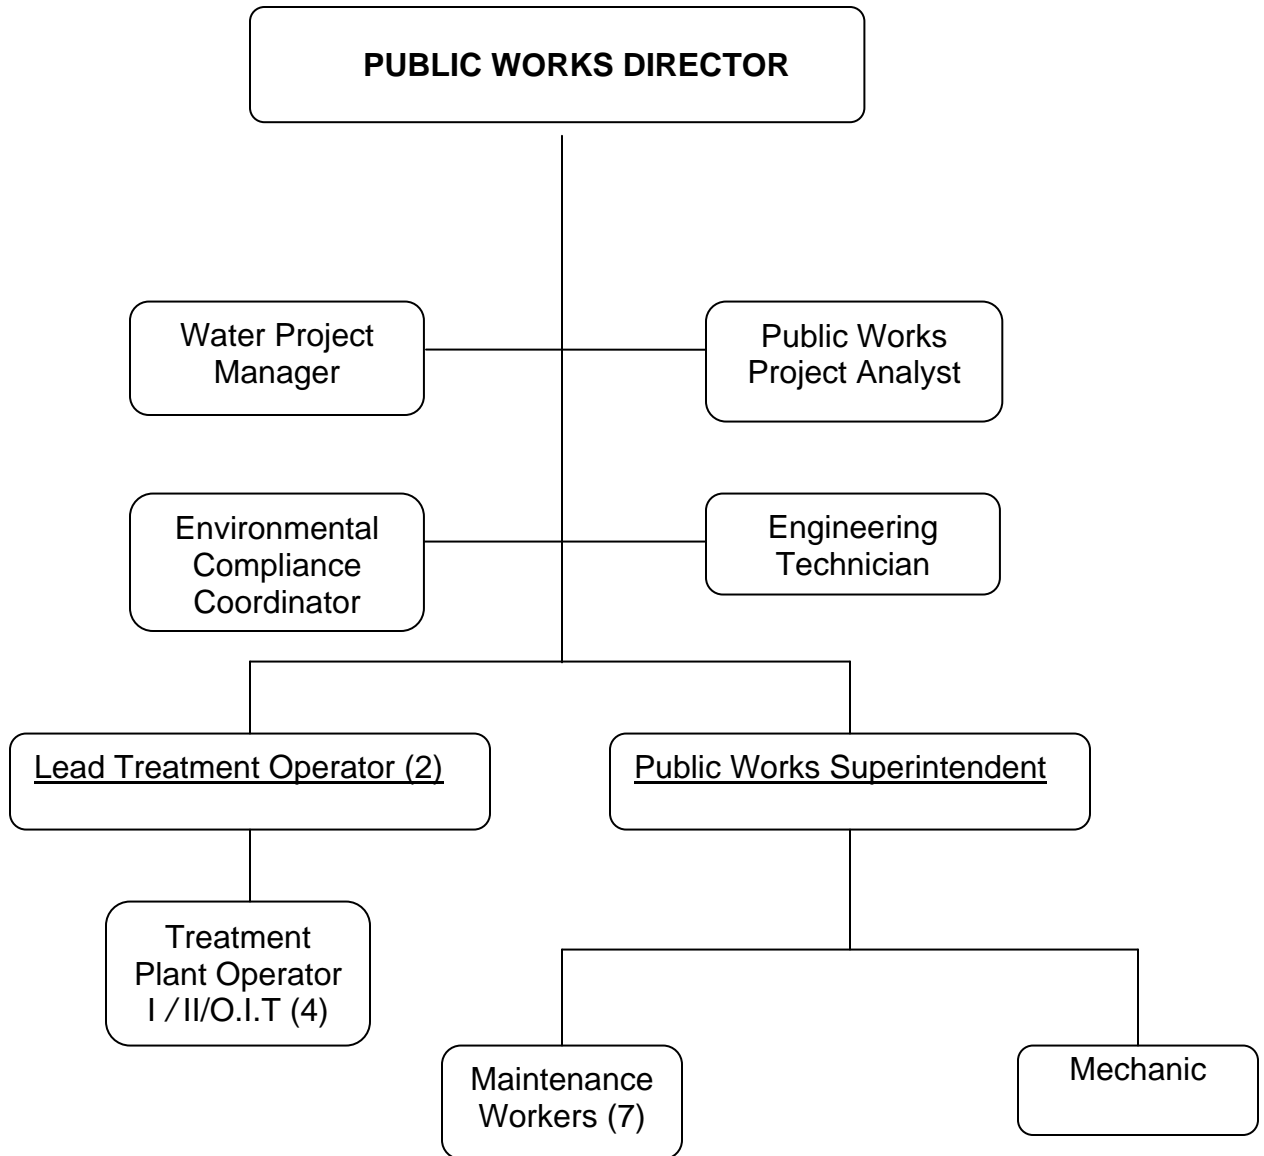 PUBLIC WORKS DIRECTOR
Water Project
Manager
Public Works
Project Analyst
Environmental
Compliance
Coordinator
Engineering
Technician
Lead Treatment Operator (2)
Public Works Superintendent
Treatment
Plant Operator
I / II/O.I.T (4)
Maintenance
Workers (7)
Mechanic